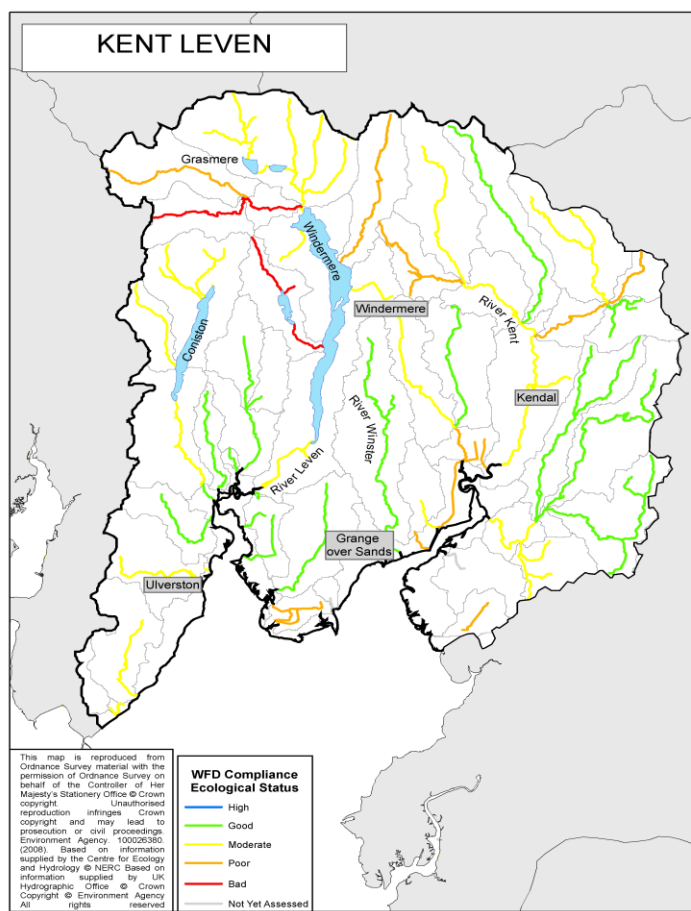 KENT LEVEN
Grasmere
Windermere
Coniston
Windermere
River Kent
Kendal
River Winster
River Leven
Grange
over Sands
Ulverston
This map is reproduced from
Ordnance Survey material with the
permission of Ordnance Survey on
behalf of the Controller of Her
Majesty's Stationery Office © Crown
copyright. Unauthorised
reproduction infringes Crown
copyright and may lead to
prosecution or civil proceedings.
Environment Agency. 100026380.
(2008). Based on information
supplied by the Centre for Ecology
and Hydrology © NERC Based on
information supplied by UK
Hydrographic Office © Crown
Copyright © Environment Agency
All rights reserved
WFD Compliance
Ecological Status
High
Good
Moderate
Poor
Bad
Not Yet Assessed